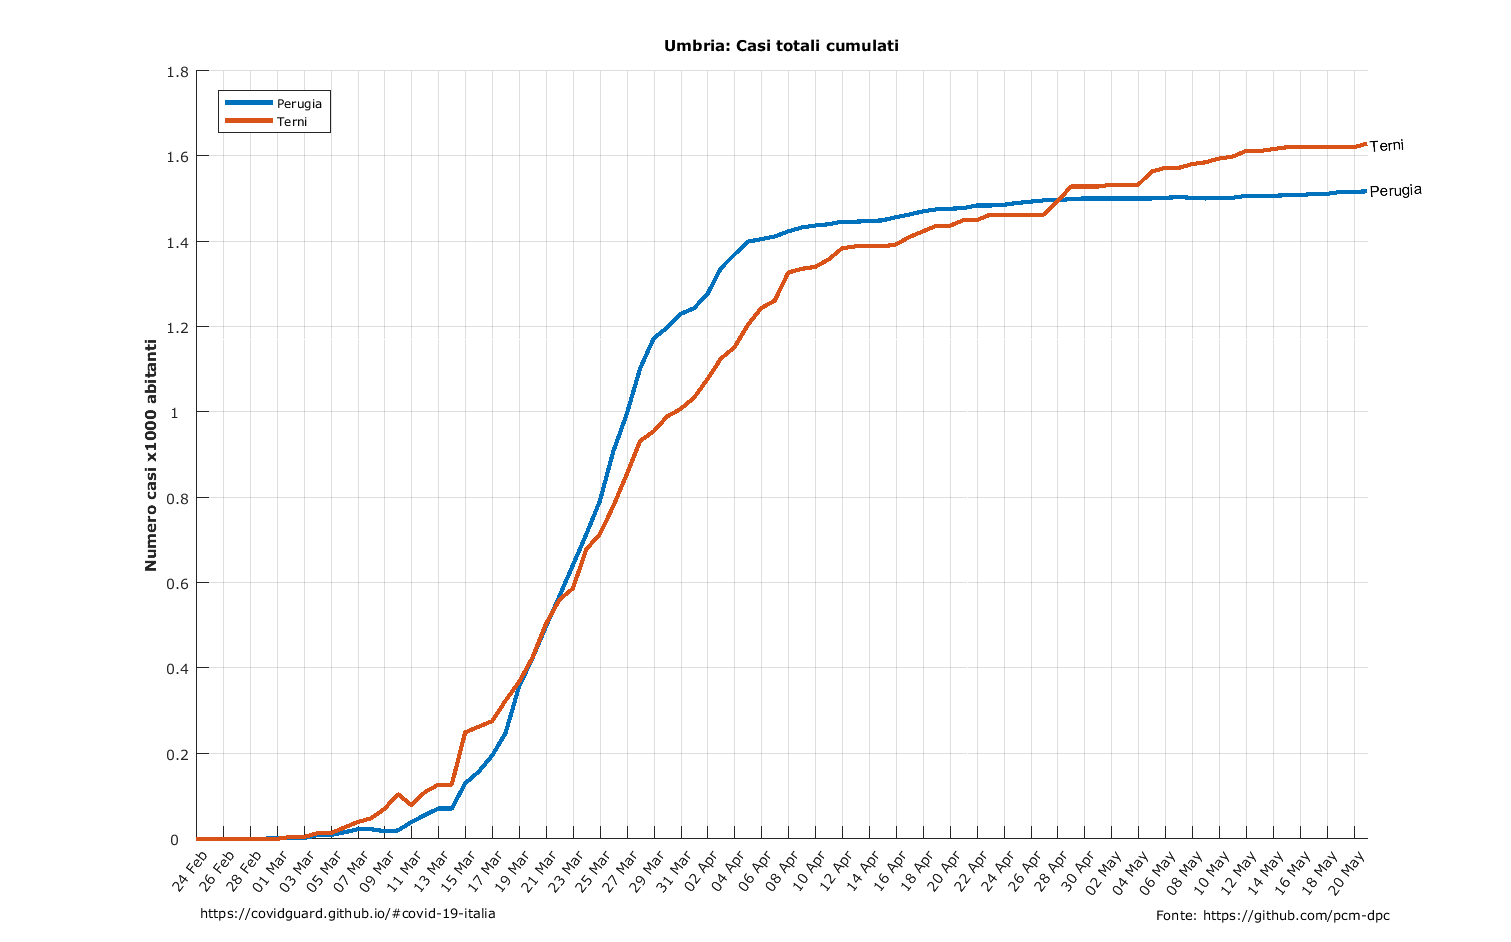 Umbria: Casi totali cumulati
1.8
1.6
1.4
1.2
1
0.8
0.6
0.4
0.2
0
Numero casi x1000 abitanti
Perugia
Terni
Terni
Perugia
24 Feb
26 Feb
28 Feb
01 Mar
03 Mar
05 Mar
07 Mar
09 Mar
11 Mar
13 Mar
15 Mar
17 Mar
19 Mar
21 Mar
23 Mar
25 Mar
27 Mar
29 Mar
31 Mar
02 Apr
04 Apr
06 Apr
08 Apr
10 Apr
12 Apr
14 Apr
16 Apr
18 Apr
20 Apr
22 Apr
24 Apr
26 Apr
28 Apr
30 Apr
02 May
04 May
06 May
08 May
10 May
12 May
14 May
16 May
18 May
20 May
https://covidguard.github.io/#covid-19-italia
Fonte: https://github.com/pcm-dpc